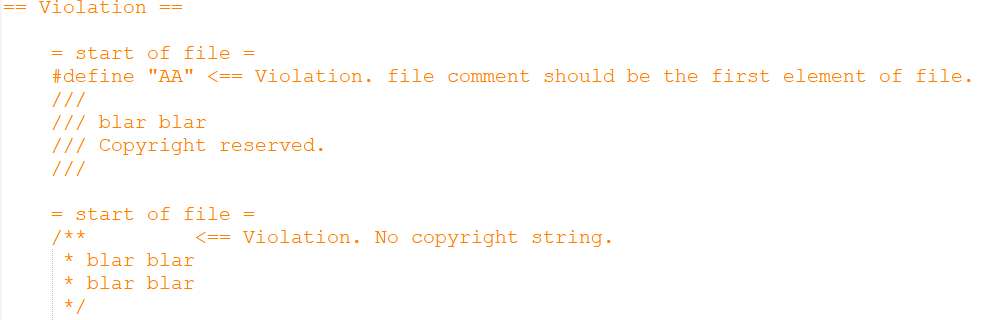 == Violation ==
= start of file =
#define "AA" <== Violation. file comment should be the first element of file.
///
/// blar blar
/// Copyright reserved.
///
= start of file =
/** <== Violation. No copyright string.
* blar blar
* blar blar
*/